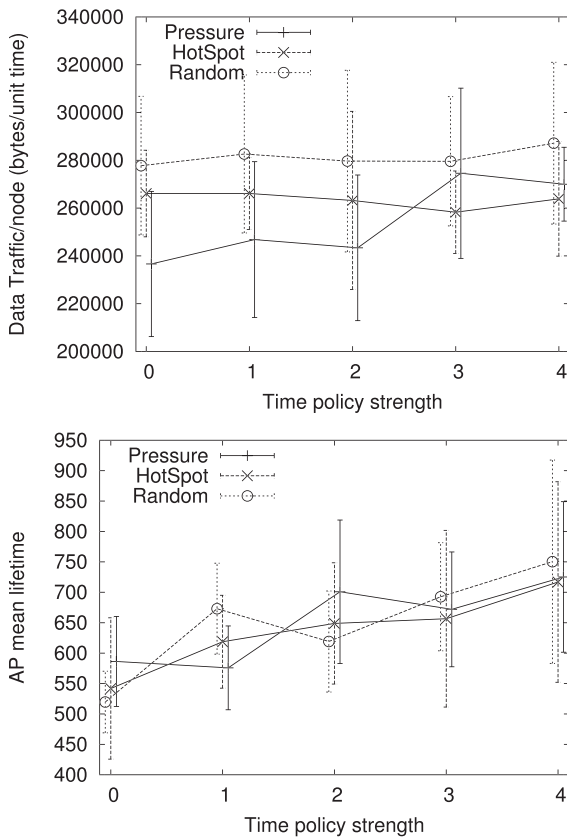 Data Traffic/node (bytes/unit time)
340000
320000
300000
280000
260000
240000
220000
200000
Pressure
HotSpot
Random
0 1 2 3 4
Time policy strength
AP mean lifetime
950
900
850
800
750
700
650
600
550
500
450
400
Pressure
HotSpot
Random
0 1 2 3 4
Time policy strength